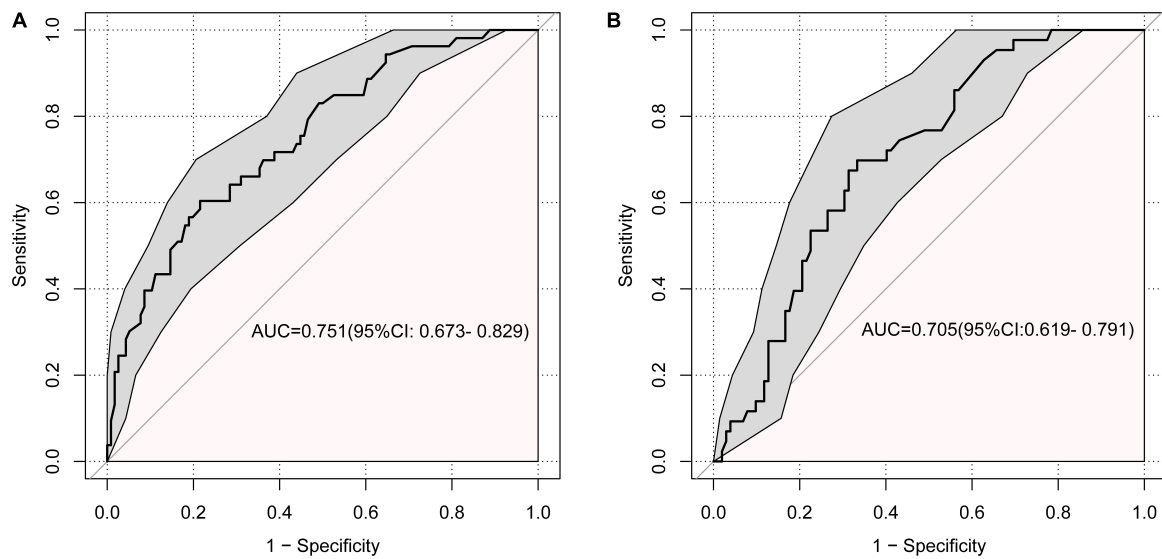 A
Sensitivity
1.0
0.8
0.6
0.4
0.2
0.0
AUC=0.751(95%CI: 0.673- 0.829)
0.0 0.2 0.4 0.6 0.8 1.0
1 − Specificity
B
Sensitivity
1.0
0.8
0.6
0.4
0.2
0.0
AUC=0.705(95%CI:0.619- 0.791)
0.0 0.2 0.4 0.6 0.8 1.0
1 − Specificity